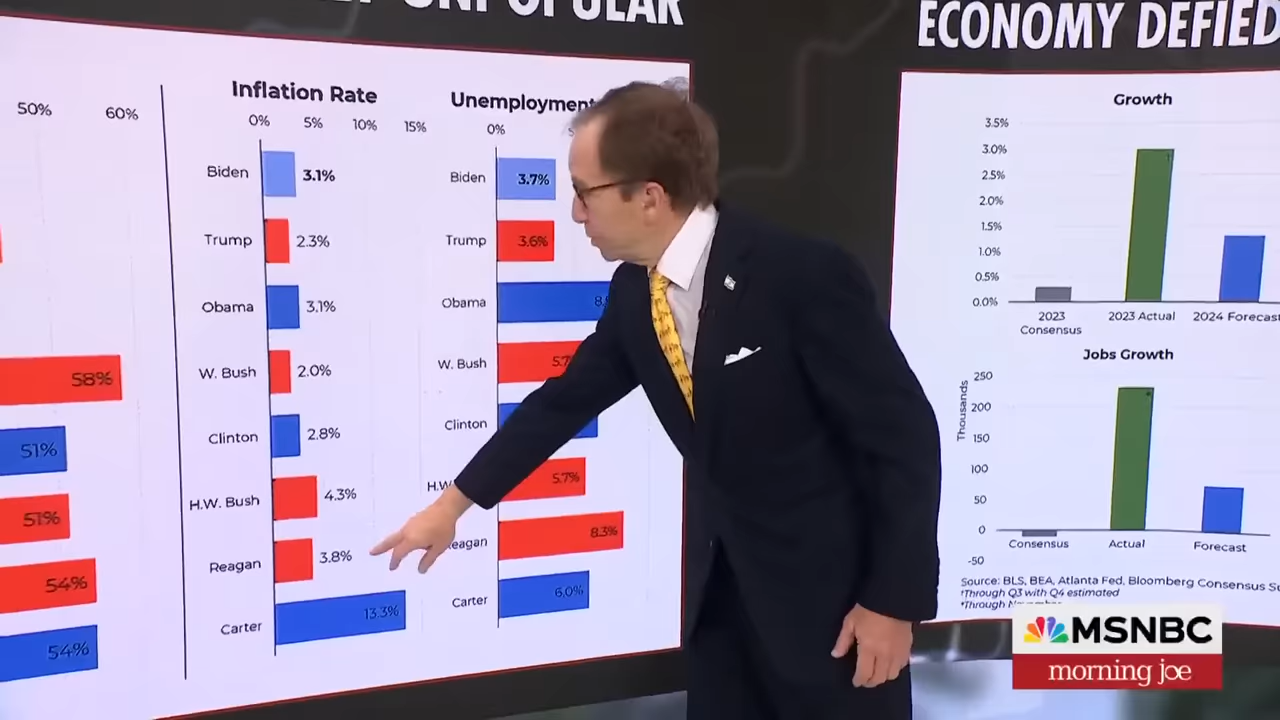 ECONOMY DEFIED
50% 60%
58%
51%
51%
54%
54%
Inflation Rate
0% 5% 10% 15%
Biden 3.1%
Trump 2.3%
Obama 3.1%
W. Bush 2.0%
Clinton 2.8%
H.W. Bush 4.3%
Reagan 3.8%
Carter 13.3%
Unemployment
0%
Biden 3.7%
Trump 3.6%
Obama
W. Bush
Clinton
5.7%
Reagan 8.3%
Carter 6.0%
Growth
3.5%
3.0%
2.5%
2.0%
1.5%
1.0%
0.5%
0.0%
2023 Consensus
2023 Actual
2024 Forecast
Jobs Growth
Thousands
250
200
150
100
50
0
-50
Consensus Actual Forecast
Source: BLS, BEA, Atlanta Fed, Bloomberg Consensus
†Through Q3 with Q4 estimated
*Through November
MSNBC
morning joe